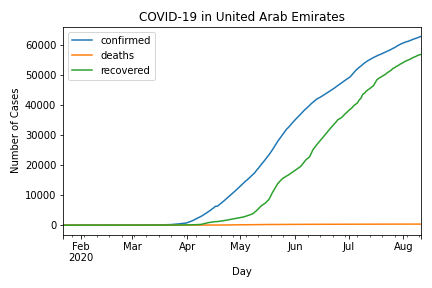 COVID-19 in United Arab Emirates
confirmed
deaths
recovered
Number of Cases
60000
50000
40000
30000
20000
10000
0
Feb Mar Apr May Jun Jul Aug
2020
Day